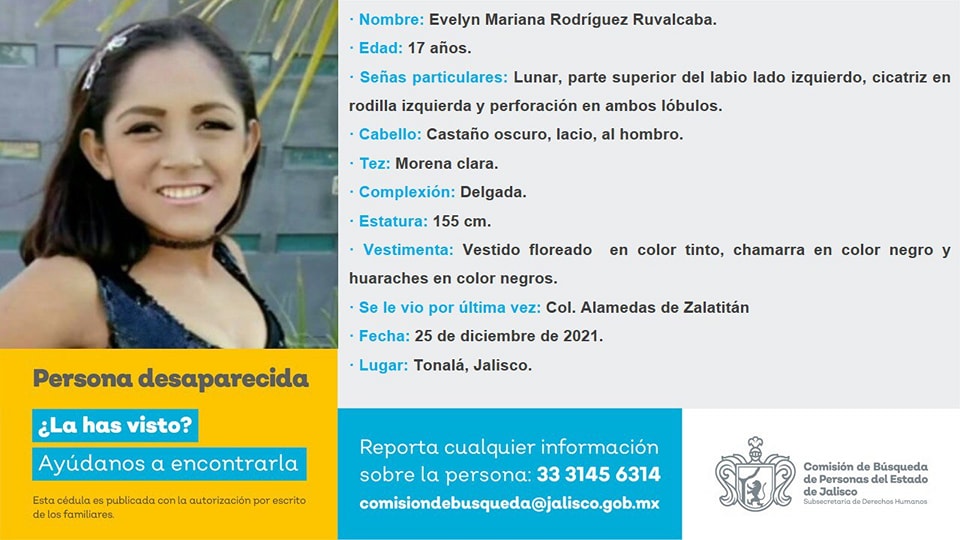 · Nombre: Evelyn Mariana Rodríguez Ruvalcaba.
· Edad: 17 años.
· Señas particulares: Lunar, parte superior del labio lado izquierdo, cicatriz en
rodilla izquierda y perforación en ambos lóbulos.
· Cabello: Castaño oscuro, lacio, al hombro.
· Tez: Morena clara.
· Complexión: Delgada.
· Estatura: 155 cm.
· Vestimenta: Vestido floreado en color tinto, chamarra en color negro y
huaraches en color negros.
· Se le vio por última vez: Col. Alamedas de Zalatitán
· Fecha: 25 de diciembre de 2021.
· Lugar: Tonalá, Jalisco.
Persona desaparecida
¿La has visto?
Ayúdanos a encontrarla
Esta cédula es publicada con la autorización por escrito
de los familiares.
Reporta cualquier información
sobre la persona: 33 3145 6314
comisiondebusqueda@jalisco.gob.mx
Comisión de Búsqueda
de Personas del Estado
de Jalisco
Subsecretaría de Derechos Humanos